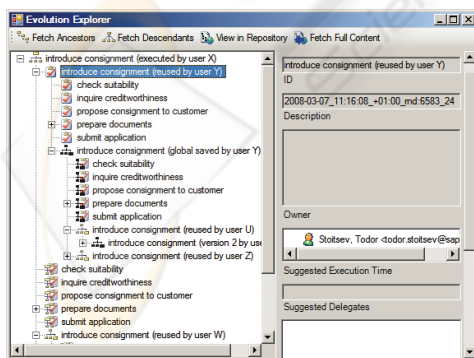 Evolution Explorer
Fetch Ancestors Fetch Descendants View in Repository Fetch Full Content
introduce consignment (executed by user X)
introduce consignment (reused by user Y)
check suitability
inquire creditworthiness
propose consignment to customer
prepare documents
submit application
introduce consignment (global saved by user Y)
check suitability
inquire creditworthiness
propose consignment to customer
prepare documents
submit application
introduce consignment (reused by user U)
introduce consignment (version 2 by use
introduce consignment (reused by user Z)
check suitability
inquire creditworthiness
propose consignment to customer
prepare documents
submit application
introduce consignment (reused by user W)
introduce consignment (reused by user Y)
ID
2008-03-07_11:16:08_+01:00_md:6583_24
Description
Owner
Stoitsev, Todor <todor.stoitsev@sap
Suggested Execution Time
Suggested Delegates